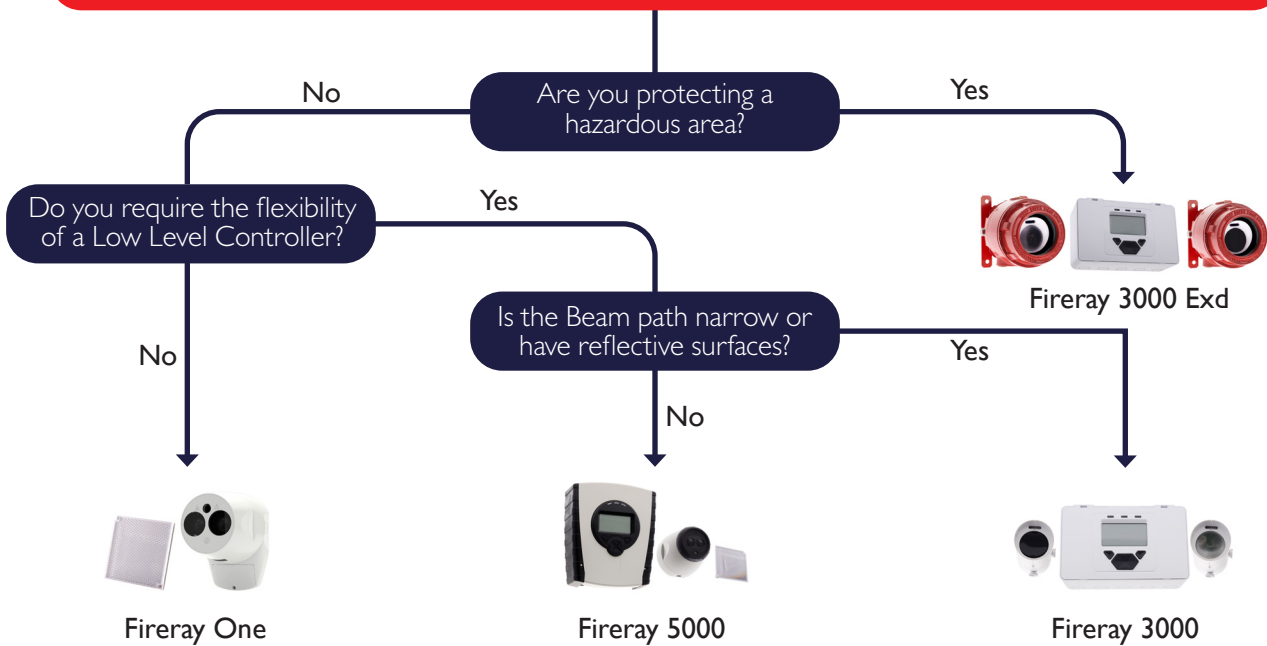 No
Are you protecting a
hazardous area?
Yes
Do you require the flexibility
of a Low Level Controller?
Yes
Fireray 3000 Exd
No
Is the Beam path narrow or
have reflective surfaces?
Yes
No
Fireray One
Fireray 5000
Fireray 3000